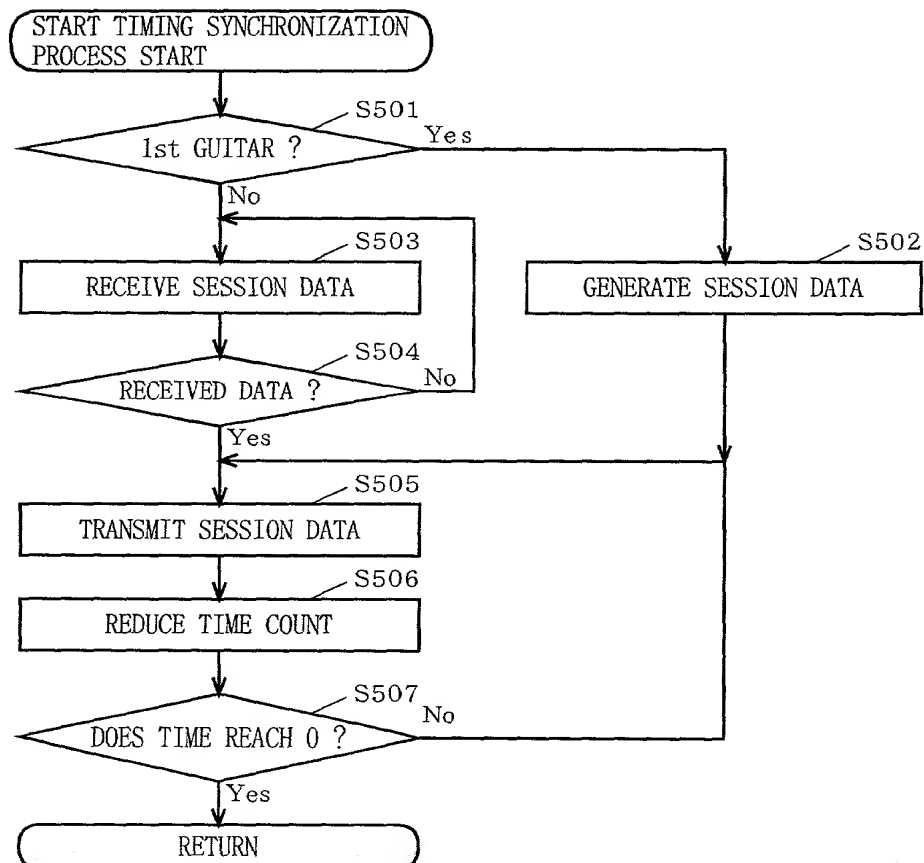 START TIMING SYNCHRONIZATION
PROCESS START
S501
1st GUITAR ?
Yes
No
S503
RECEIVE SESSION DATA
S502
GENERATE SESSION DATA
S504
RECEIVED DATA ?
No
Yes
S505
TRANSMIT SESSION DATA
S506
REDUCE TIME COUNT
S507
DOES TIME REACH 0 ?
No
Yes
RETURN